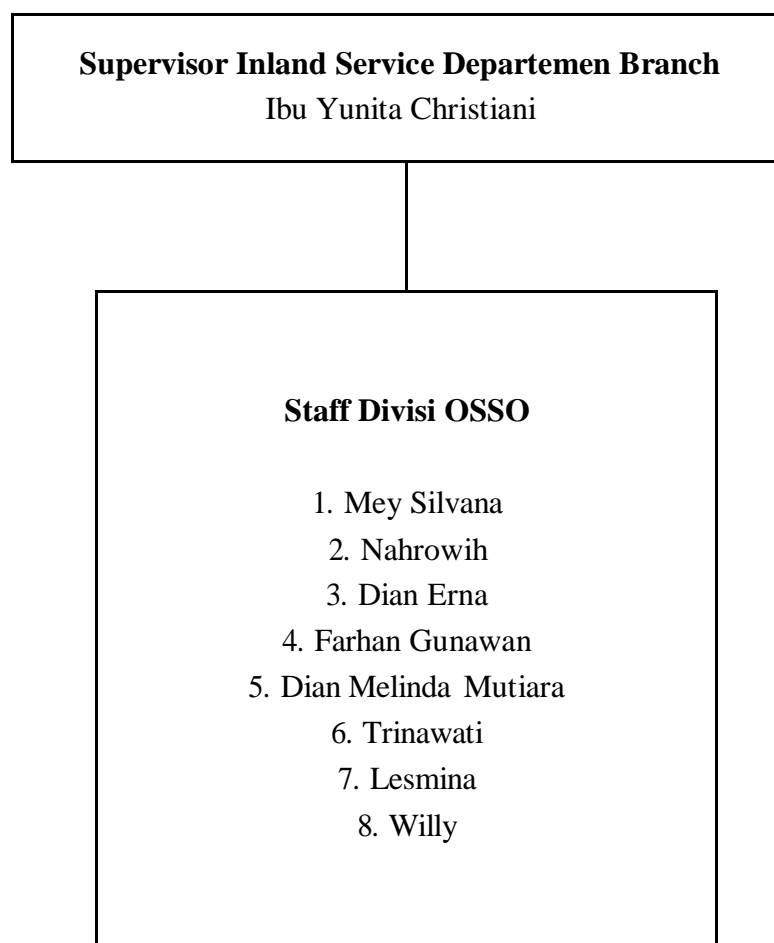 Supervisor Inland Service Departemen Branch
Ibu Yunita Christiani
Staff Divisi OSSO
1. Mey Silvana
2. Nahrowih
3. Dian Erna
4. Farhan Gunawan
5. Dian Melinda Mutiara
6. Trinawati
7. Lesmina
8. Willy